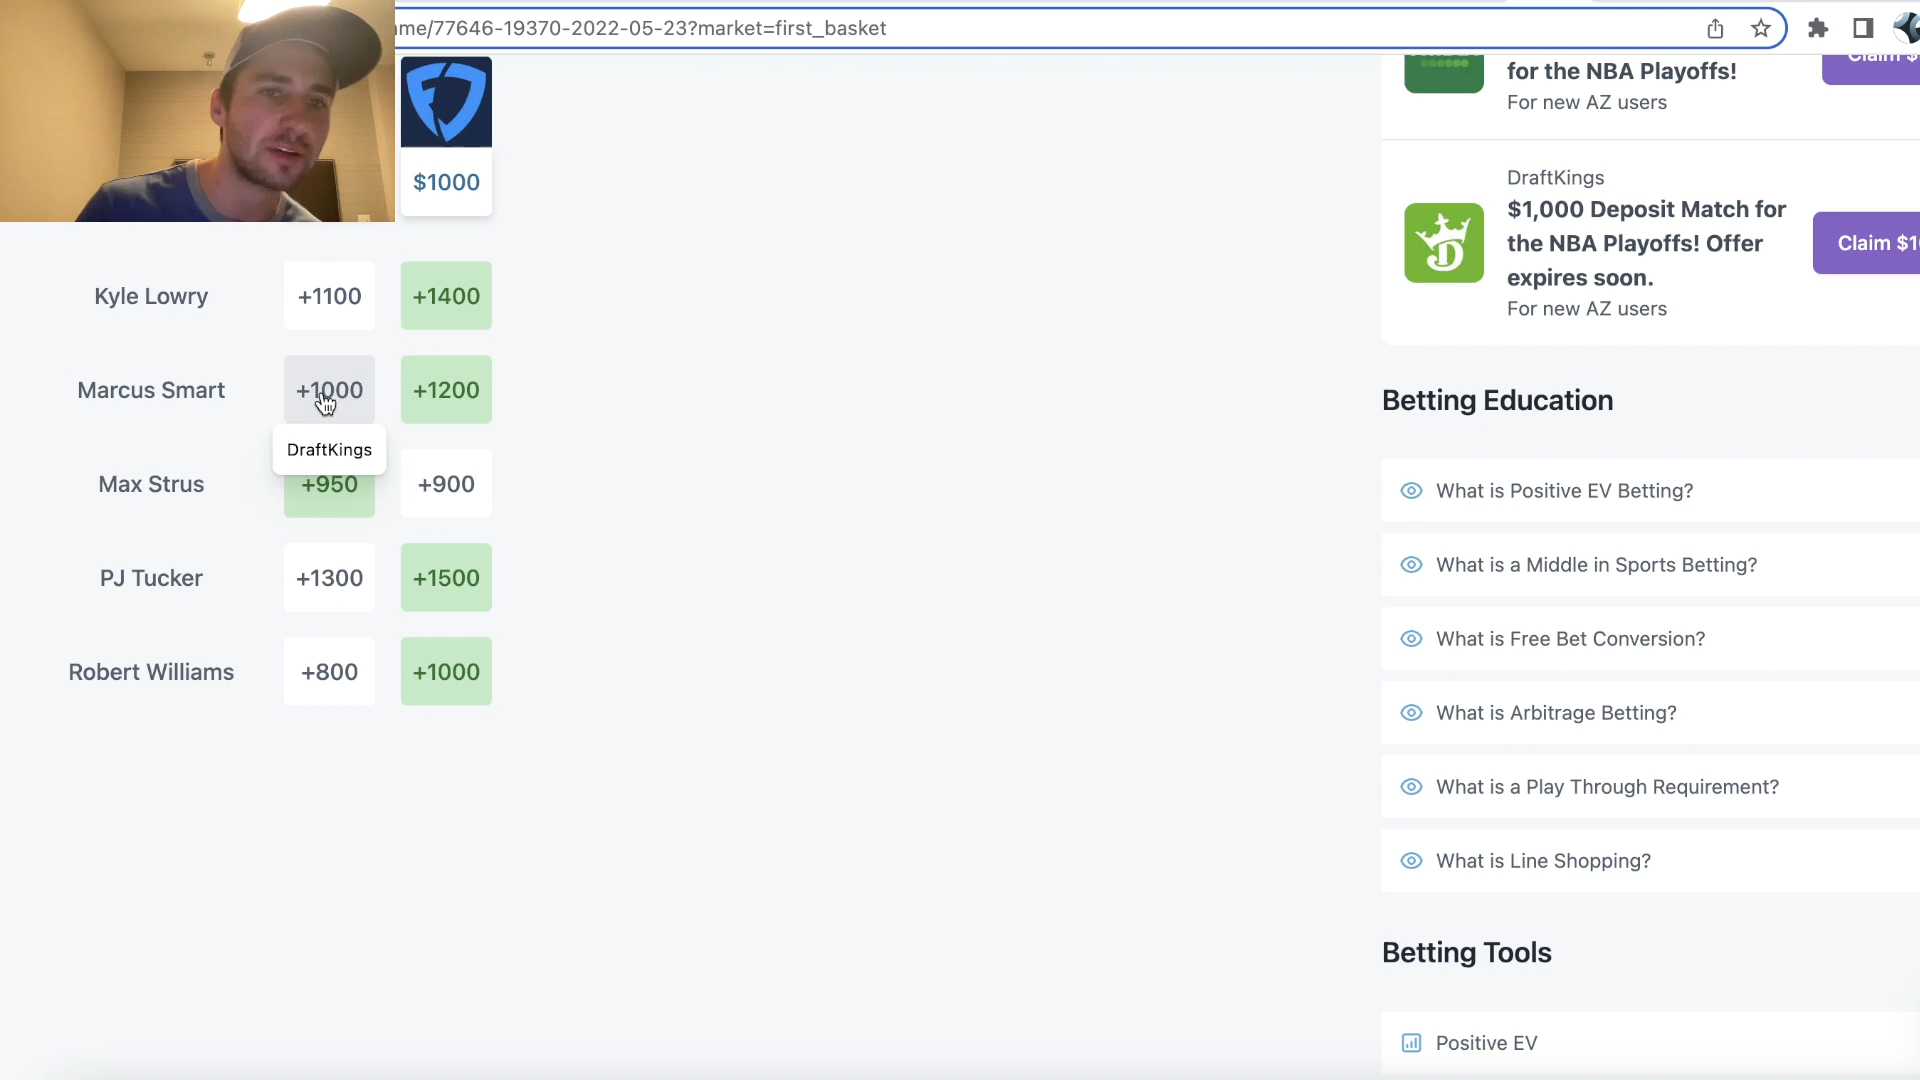 me/77646-19370-2022-05-23?market=first_basket
$1000
Kyle Lowry +1100 +1400
Marcus Smart +1000 +1200
DraftKings
Max Strus +950 +900
PJ Tucker +1300 +1500
Robert Williams +800 +1000
for the NBA Playoffs!
For new AZ users
DraftKings
$1,000 Deposit Match for
the NBA Playoffs! Offer
expires soon.
For new AZ users
Claim $1
Betting Education
What is Positive EV Betting?
What is a Middle in Sports Betting?
What is Free Bet Conversion?
What is Arbitrage Betting?
What is a Play Through Requirement?
What is Line Shopping?
Betting Tools
Positive EV